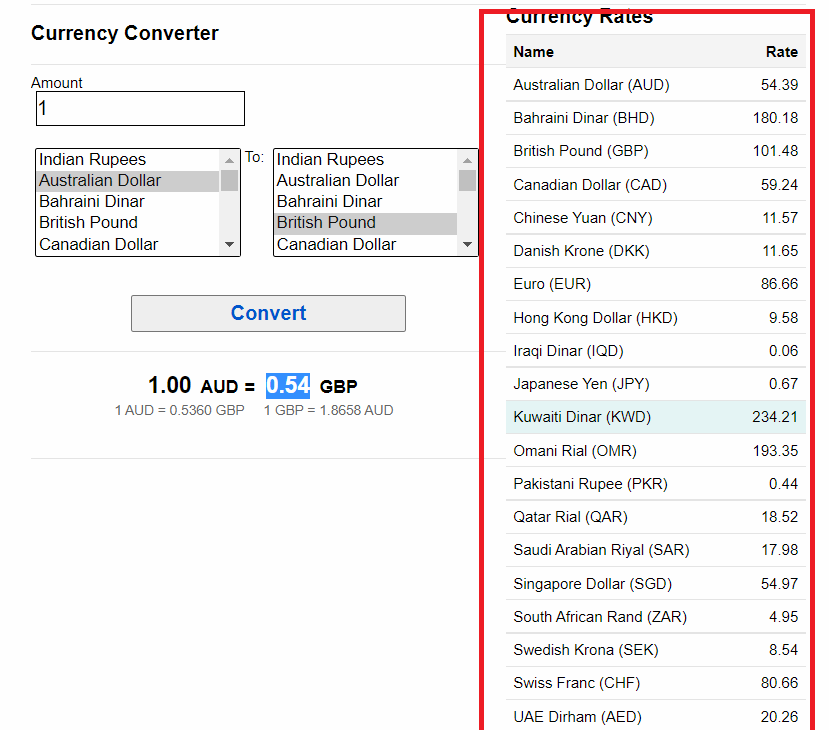 Currency Converter
Amount
1
Indian Rupees
Australian Dollar
Bahraini Dinar
British Pound
Canadian Dollar
To:
Indian Rupees
Australian Dollar
Bahraini Dinar
British Pound
Canadian Dollar
Convert
1.00 AUD = 0.54 GBP
1 AUD = 0.5360 GBP 1 GBP = 1.8658 AUD
Currency Rates
Name Rate
Australian Dollar (AUD) 54.39
Bahraini Dinar (BHD) 180.18
British Pound (GBP) 101.48
Canadian Dollar (CAD) 59.24
Chinese Yuan (CNY) 11.57
Danish Krone (DKK) 11.65
Euro (EUR) 86.66
Hong Kong Dollar (HKD) 9.58
Iraqi Dinar (IQD) 0.06
Japanese Yen (JPY) 0.67
Kuwaiti Dinar (KWD) 234.21
Omani Rial (OMR) 193.35
Pakistani Rupee (PKR) 0.44
Qatar Rial (QAR) 18.52
Saudi Arabian Riyal (SAR) 17.98
Singapore Dollar (SGD) 54.97
South African Rand (ZAR) 4.95
Swedish Krona (SEK) 8.54
Swiss Franc (CHF) 80.66
UAE Dirham (AED) 20.26